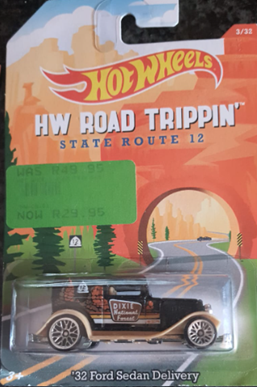 Hot Wheels
3/32
HW ROAD TRIPPIN'™
STATE ROUTE 12
WAS R49.95
NOW R29.95
DIXIE
National
Forest
3+
'32 Ford Sedan Delivery